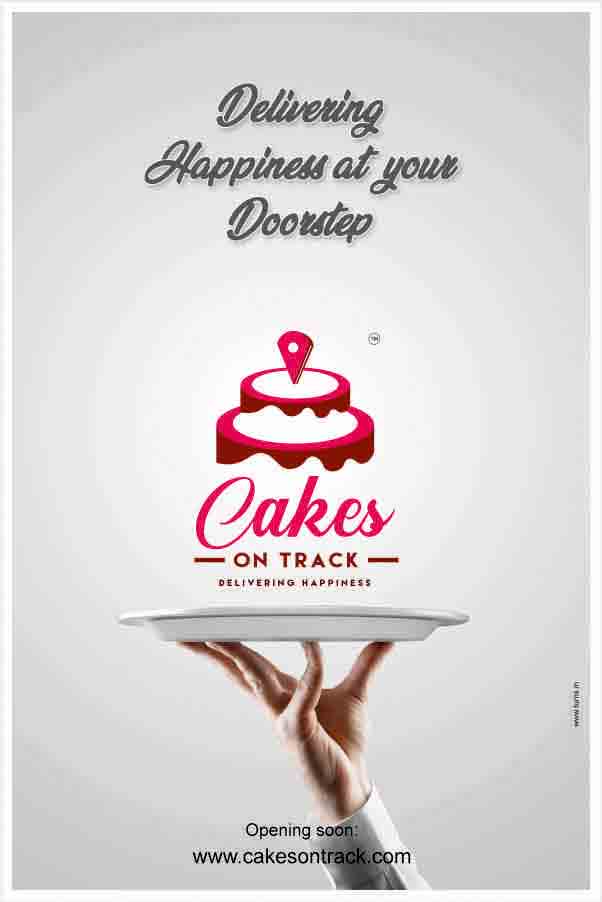 Delivering
Happiness at your
Doorstep
TM
Cakes
ON TRACK
DELIVERING HAPPINESS
Opening soon:
www.cakesontrack.com